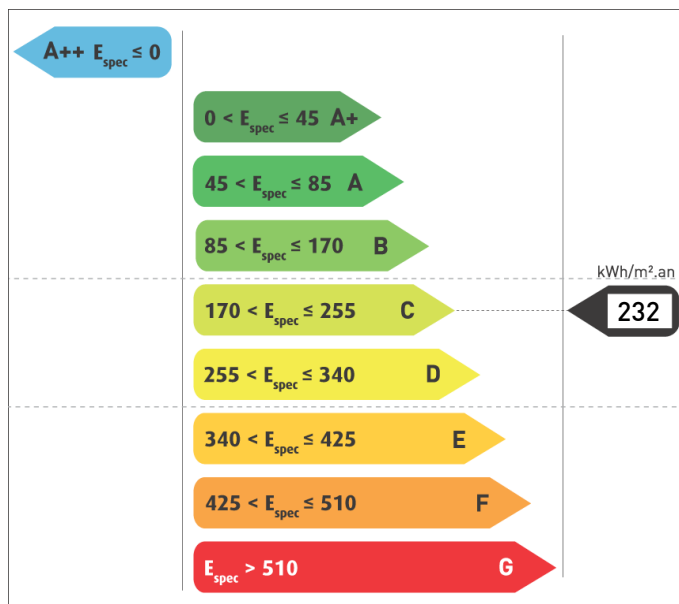 A++ Espec ≤ 0
0 < Espec ≤ 45 A+
45 < Espec ≤ 85 A
85 < Espec ≤ 170 B
kWh/m².an
170 < Espec ≤ 255 C
232
255 < Espec ≤ 340 D
340 < Espec ≤ 425 E
425 < Espec ≤ 510 F
Espec > 510 G